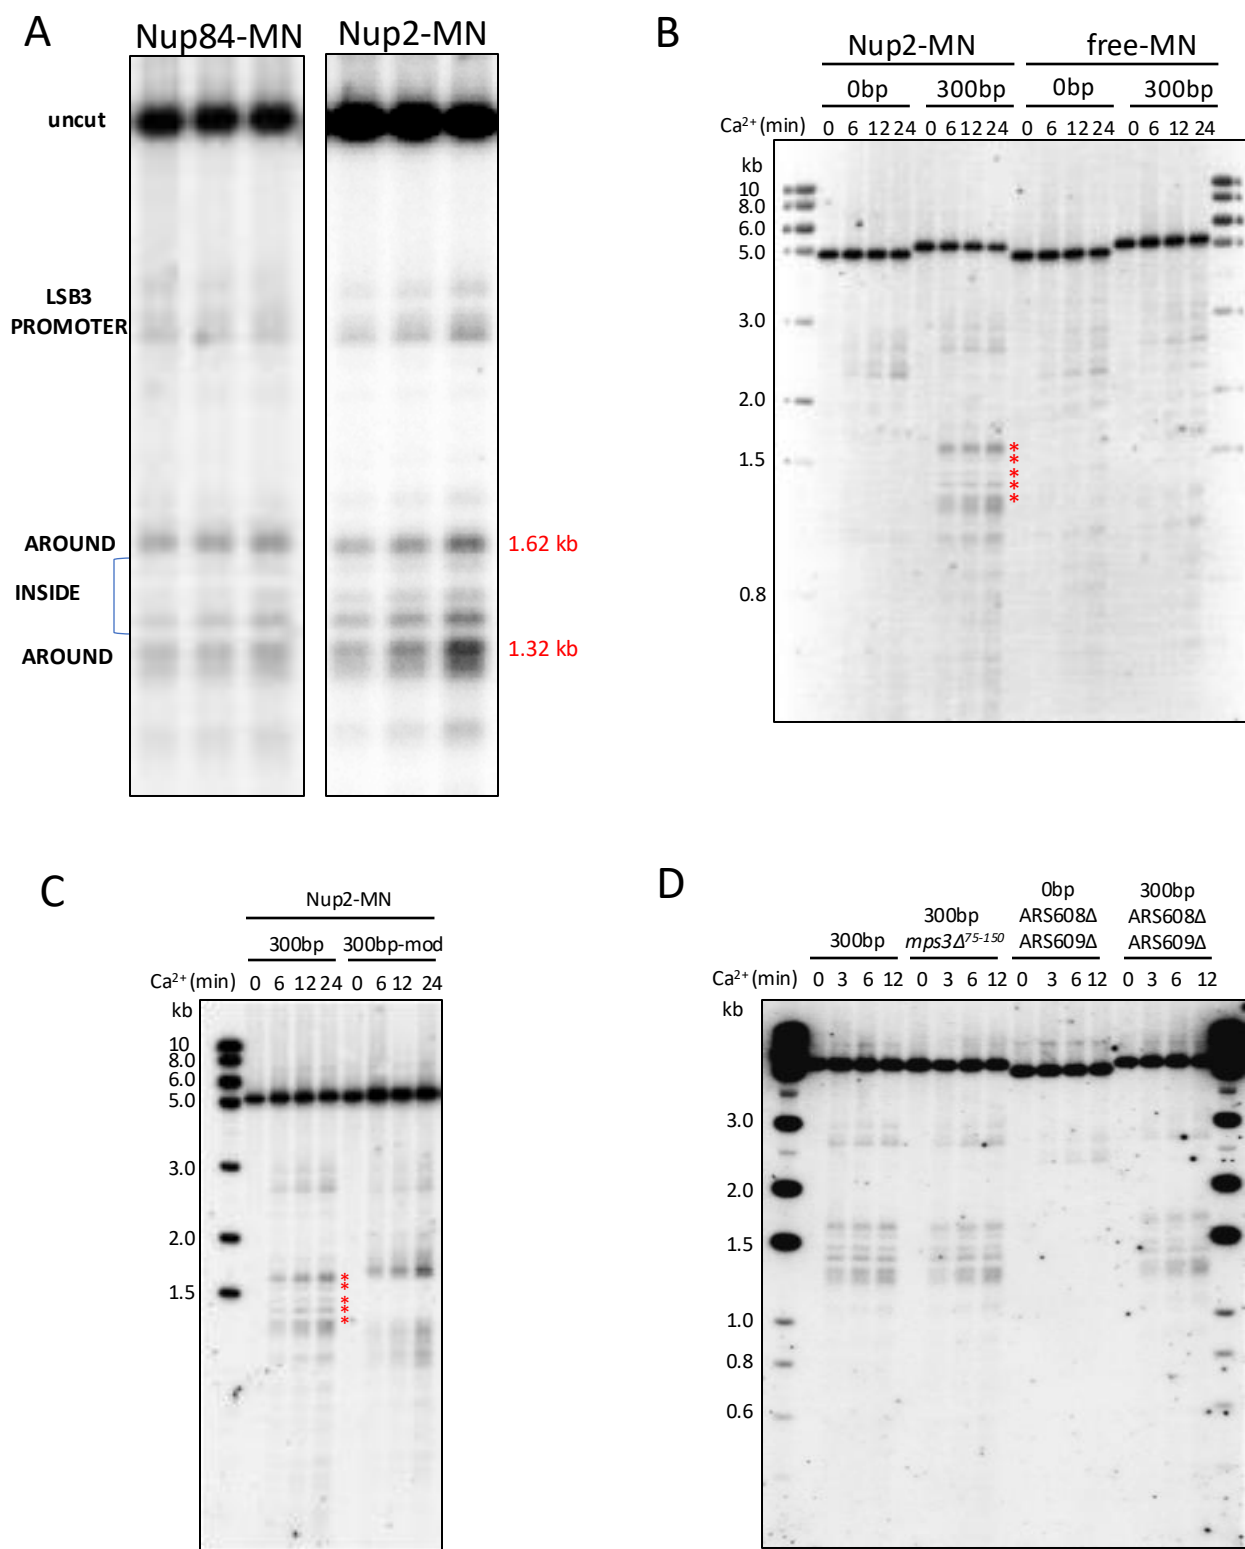 A
Nup84-MN
Nup2-MN
uncut
LSB3
PROMOTER
AROUND
INSIDE
AROUND
1.62 kb
1.32 kb
B
Nup2-MN
free-MN
0bp
300bp
0bp
300bp
Ca²⁺ (min)
0 6 12 24 0 6 12 24 0 6 12 24 0 6 12 24
kb
10
8.0
6.0
5.0
3.0
2.0
1.5
0.8
*
*
*
*
*
C
Nup2-MN
300bp
300bp-mod
Ca²⁺ (min)
0 6 12 24 0 6 12 24
kb
10
8.0
6.0
5.0
3.0
2.0
1.5
*
*
*
*
*
D
300bp
300bp
mps3Δ⁷⁵⁻¹⁵⁰
0bp
ARS608Δ
ARS609Δ
300bp
ARS608Δ
ARS609Δ
Ca²⁺ (min)
0 3 6 12 0 3 6 12 0 3 6 12 0 3 6 12
kb
3.0
2.0
1.5
1.0
0.8
0.6